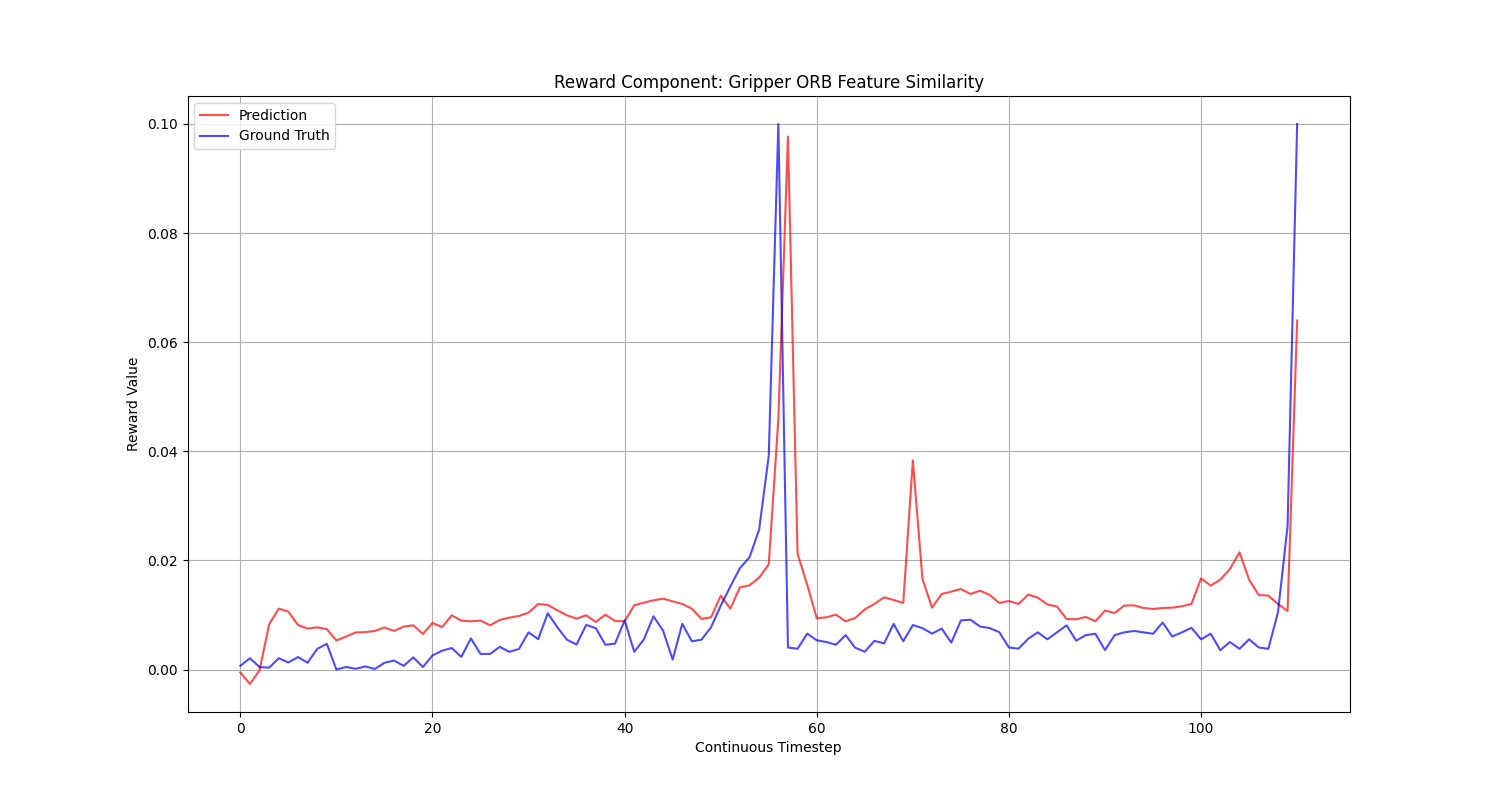 Reward Component: Gripper ORB Feature Similarity
Prediction
Ground Truth
0.10
0.08
0.06
0.04
0.02
0.00
Reward Value
0 20 40 60 80 100
Continuous Timestep